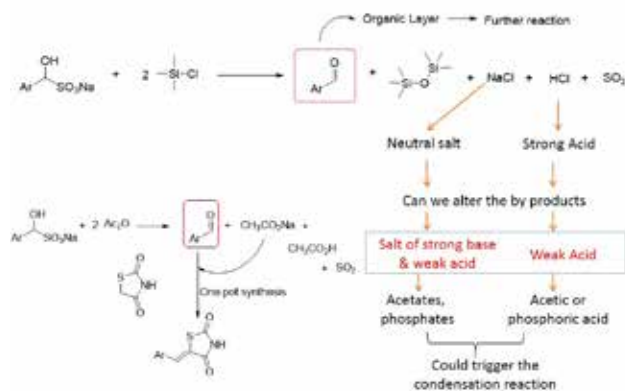 Organic Layer → Further reaction
OH
Ar SO3Na + 2 Si-Cl → Ar O + Si O Si + NaCl + HCl + SO2
Neutral salt Strong Acid
Can we alter the by products
OH
Ar SO3Na + 2 Ac2O → Ar O + CH3CO2Na +
CH3CO2H
+ SO2
O S NH O
One pot synthesis
Ar S O NH O
Salt of strong base
& weak acid
Weak Acid
Acetates,
phosphates
Acetic or
phosphoric acid
Could trigger the
condensation reaction